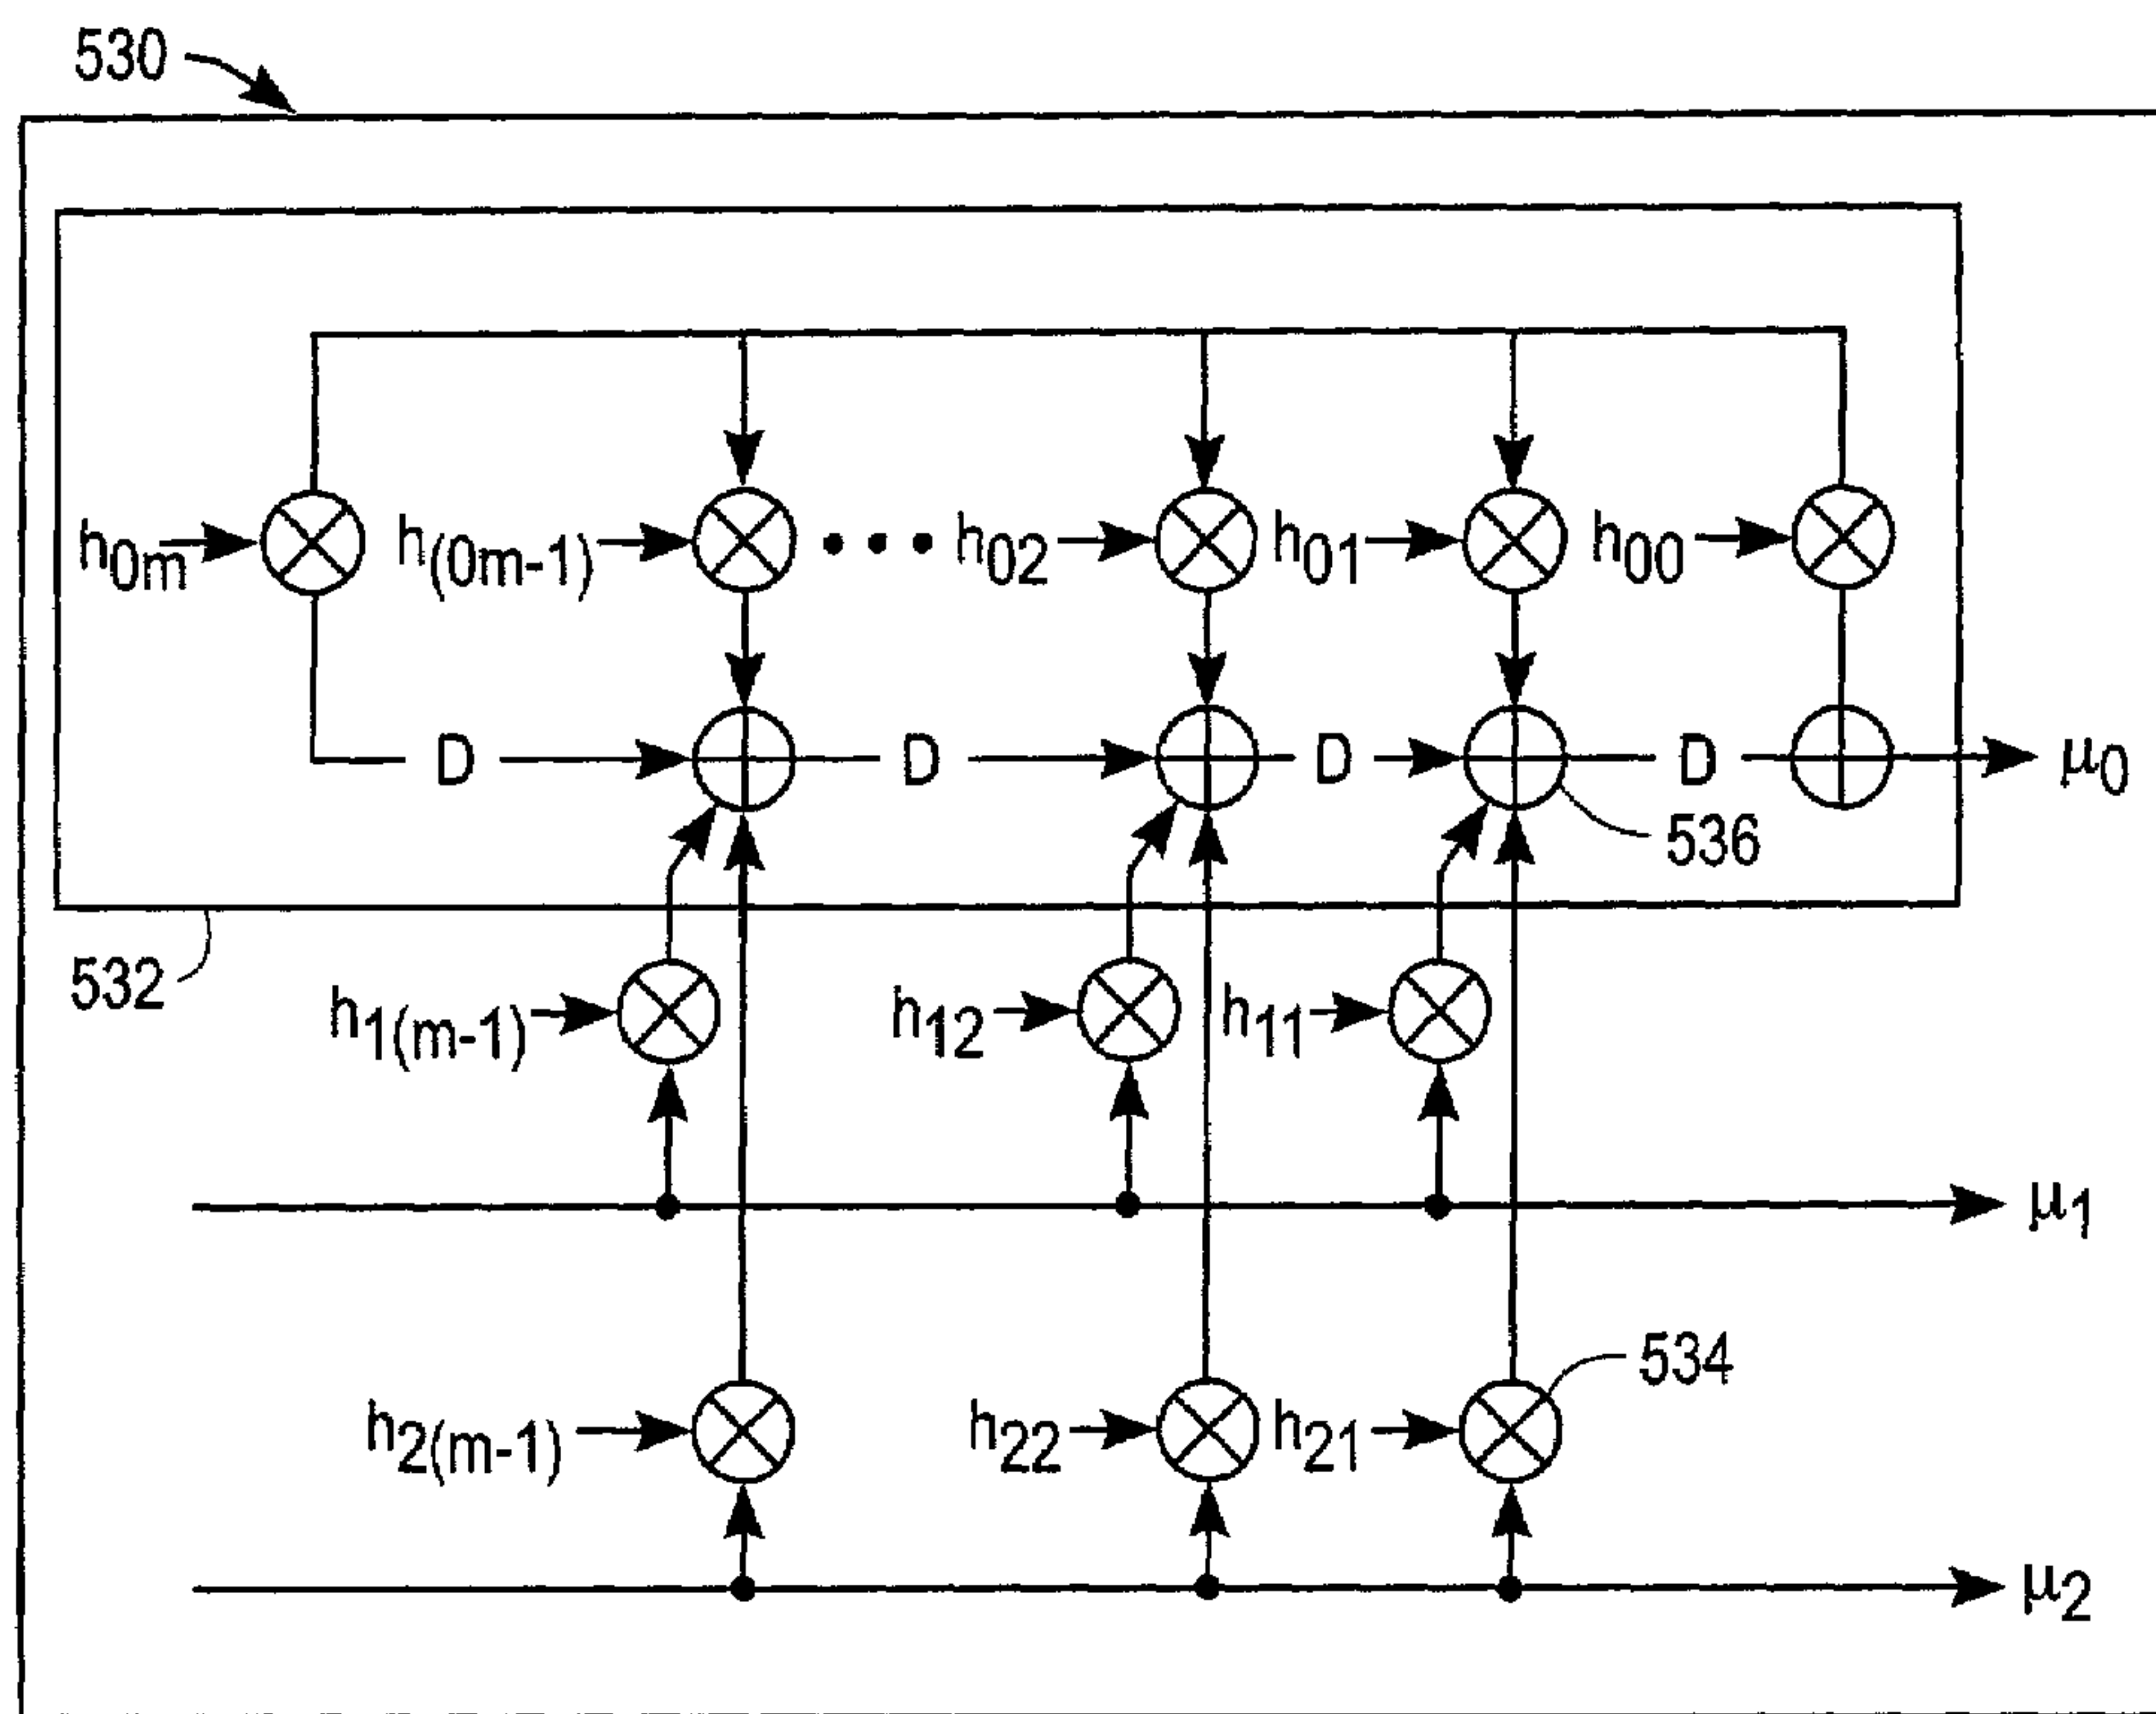 530
h0m h(0m-1) ••• h02 h01 h00
D D D D μ0
536
532
h1(m-1) h12 h11
μ1
534
h2(m-1) h22 h21
μ2